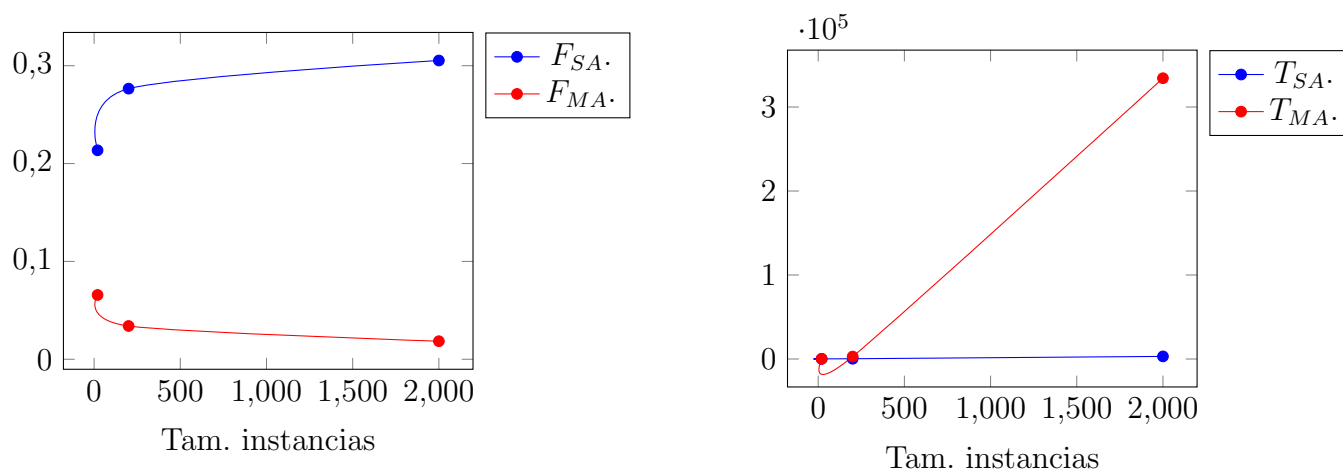 0,3
0,2
0,1
0
0 500 1,000 1,500 2,000
Tam. instancias
F_{SA}.
F_{MA}.
·10^5
3
2
1
0
0 500 1,000 1,500 2,000
Tam. instancias
T_{SA}.
T_{MA}.